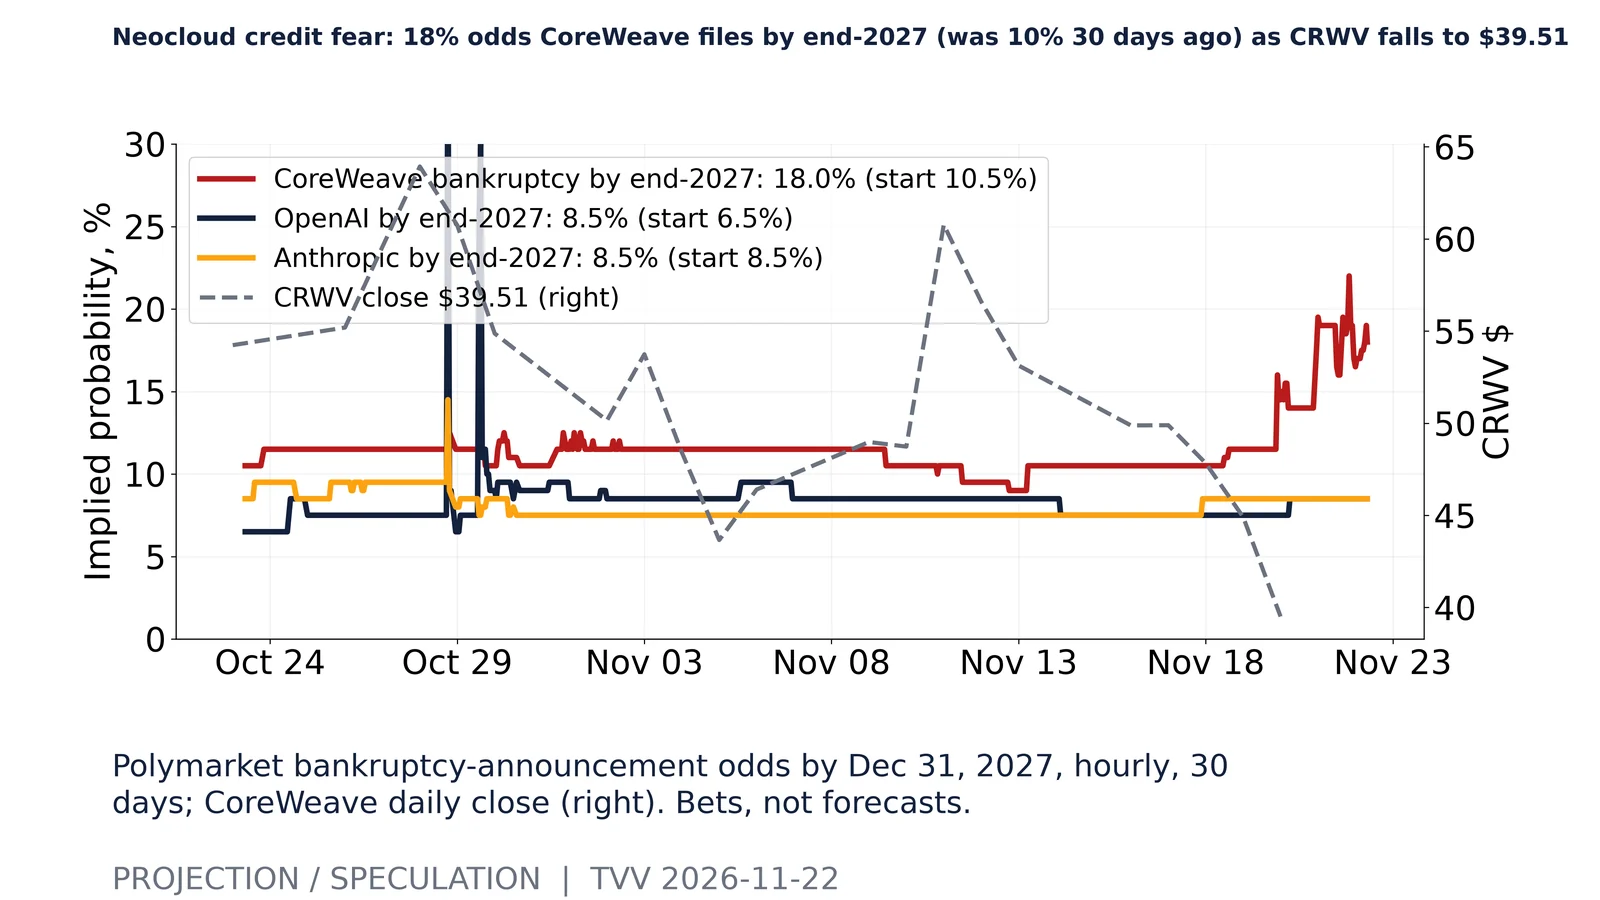 Neocloud credit fear: 18% odds CoreWeave files by end-2027 (was 10% 30 days ago) as CRWV falls to $39.51
30
25
20
15
10
5
0
Implied probability, %
CoreWeave bankruptcy by end-2027: 18.0% (start 10.5%)
OpenAI by end-2027: 8.5% (start 6.5%)
Anthropic by end-2027: 8.5% (start 8.5%)
CRWV close $39.51 (right)
65
60
55
50
45
40
CRWV $
Oct 24
Oct 29
Nov 03
Nov 08
Nov 13
Nov 18
Nov 23
Polymarket bankruptcy-announcement odds by Dec 31, 2027, hourly, 30
days; CoreWeave daily close (right). Bets, not forecasts.
PROJECTION / SPECULATION | TVV 2026-11-22